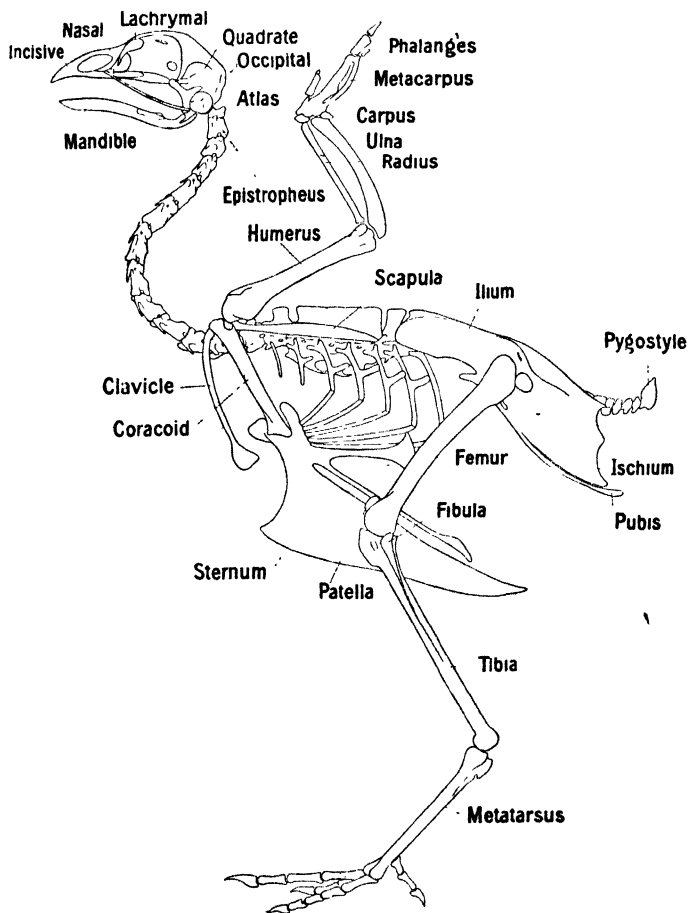 Nasal
Lachrymal
Incisive
Quadrate
Occipital
Atlas
Mandible
Phalanges
Metacarpus
Carpus
Ulna
Radius
Epistropheus
Humerus
Scapula
Ilium
Pygostyle
Clavicle
Coracoid
Femur
Ischium
Fibula
Pubis
Sternum
Patella
Tibia
Metatarsus